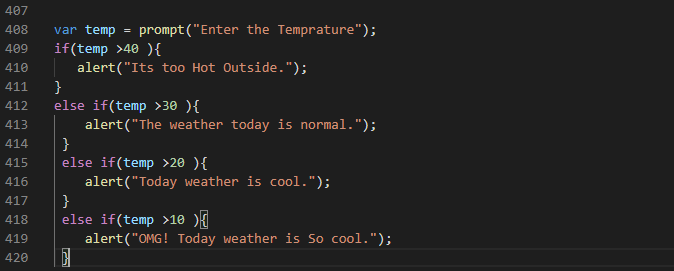 407
408 var temp = prompt("Enter the Temprature");
409 if(temp >40 ){
410 alert("Its too Hot Outside.");
411 }
412 else if(temp >30 ){
413 alert("The weather today is normal.");
414 }
415 else if(temp >20 ){
416 alert("Today weather is cool.");
417 }
418 else if(temp >10 ){
419 alert("OMG! Today weather is So cool.");
420 }